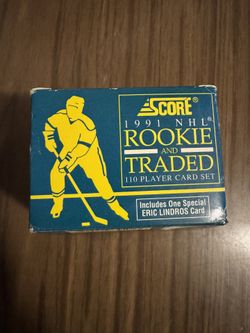 SCORE®
1991 NHL®
ROOKIE
AND
TRADED
110 PLAYER CARD SET
Includes One Special
ERIC LINDROS Card